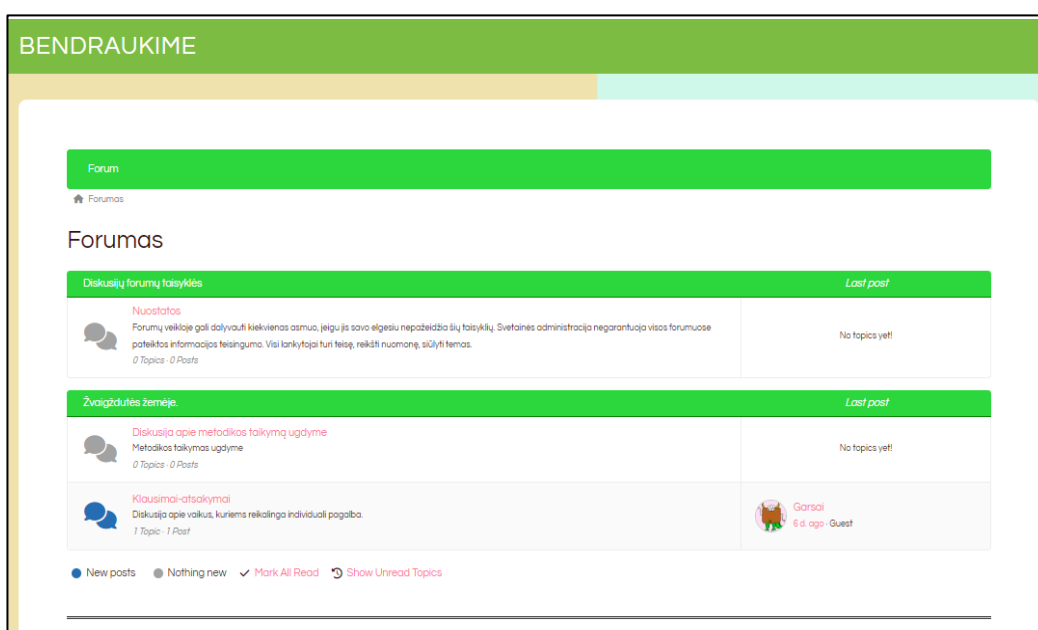 BENDRAUKIME
Forum
Forumas
Forumas
Diskusijų forumų taisyklės Last post
Nuostatos
Forumų veikloje gali dalyvauti kiekvienas asmuo, jeigu jis savo elgesiu nepažeidžia šių taisyklių. Svetainės administracija negarantuoja visos forumuose
pateiktos informacijos teisingumo. Visi lankytojai turi teisę, reikšti nuomonę, siūlyti temas.
0 Topics · 0 Posts
No topics yet!
Žvaigždutės žemėje. Last post
Diskusija apie metodikos taikymą ugdyme
Metodikos taikymas ugdyme
0 Topics · 0 Posts
No topics yet!
Klausimai-atsakymai
Diskusija apie vaikus, kuriems reikalinga individuali pagalba.
1 Topic · 1 Post
Garsai
6 d. ago · Guest
New posts Nothing new Mark All Read Show Unread Topics